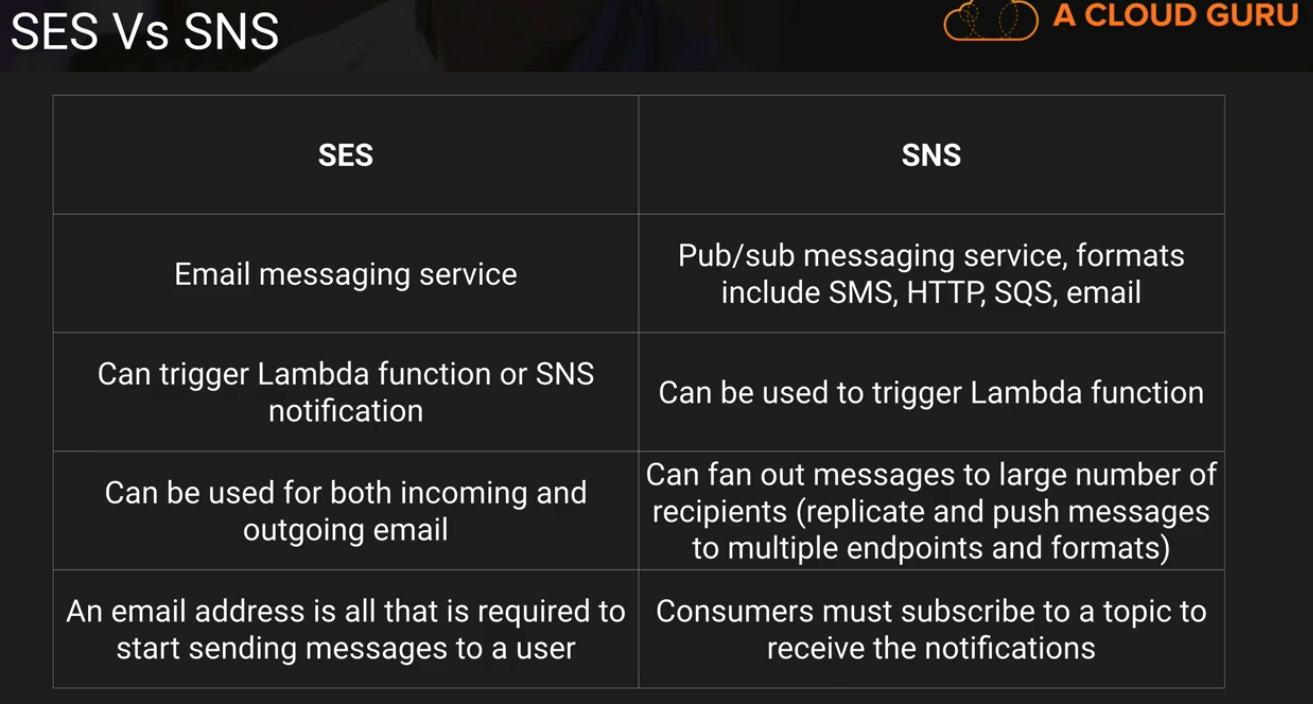 SES Vs SNS
A CLOUD GURU
SES
SNS
Email messaging service
Pub/sub messaging service, formats
include SMS, HTTP, SQS, email
Can trigger Lambda function or SNS
notification
Can be used to trigger Lambda function
Can be used for both incoming and
outgoing email
Can fan out messages to large number of
recipients (replicate and push messages
to multiple endpoints and formats)
An email address is all that is required to
start sending messages to a user
Consumers must subscribe to a topic to
receive the notifications